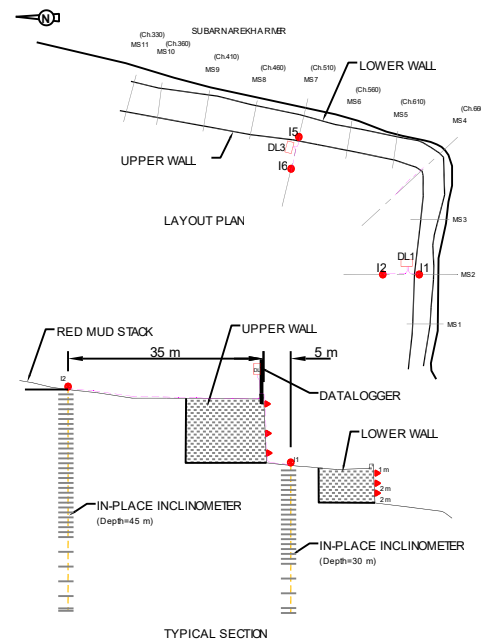 N
SUBARNAREKHA RIVER
(Ch.330)
MS11
(Ch.360)
MS10
(Ch.410)
MS9
(Ch.460)
MS8
(Ch.510)
MS7
(Ch.560)
MS6
(Ch.610)
MS5
(Ch.66
MS4
LOWER WALL
UPPER WALL
I5
DL3
I6
LAYOUT PLAN
MS3
DL1
I2
I1
MS2
MS1
RED MUD STACK
UPPER WALL
35 m
5 m
I2
DL
DATALOGGER
LOWER WALL
I1
1 m
2 m
2 m
IN-PLACE INCLINOMETER
(Depth=45 m)
IN-PLACE INCLINOMETER
(Depth=30 m)
TYPICAL SECTION